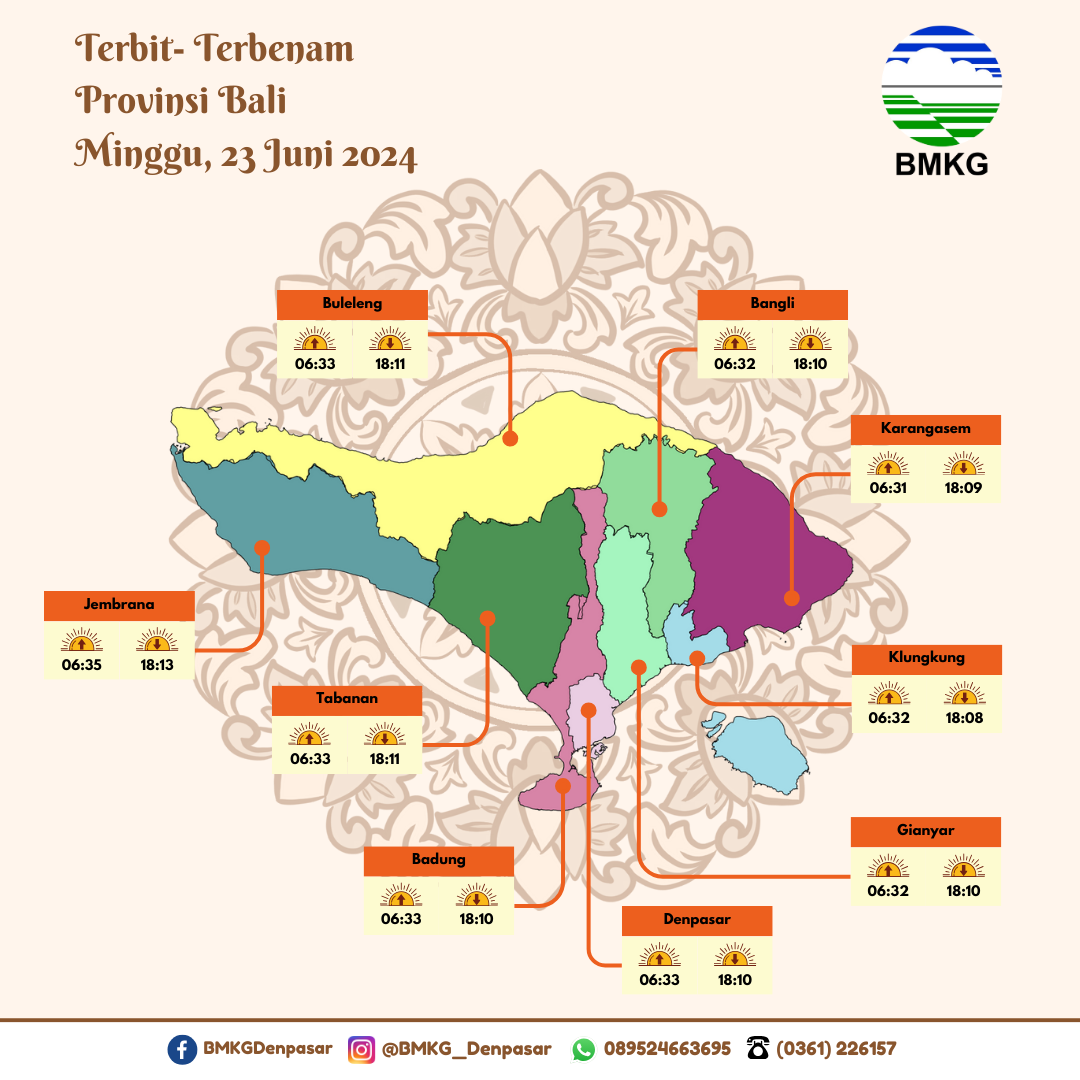 Terbit- Terbenam
Provinsi Bali
Minggu, 23 Juni 2024
BMKG
Buleleng
06:33 18:11
Bangli
06:32 18:10
Karangasem
06:31 18:09
Jembrana
06:35 18:13
Klungkung
06:32 18:08
Tabanan
06:33 18:11
Gianyar
06:32 18:10
Badung
06:33 18:10
Denpasar
06:33 18:10
BMKGDenpasar @BMKG_Denpasar 089524663695 (0361) 226157